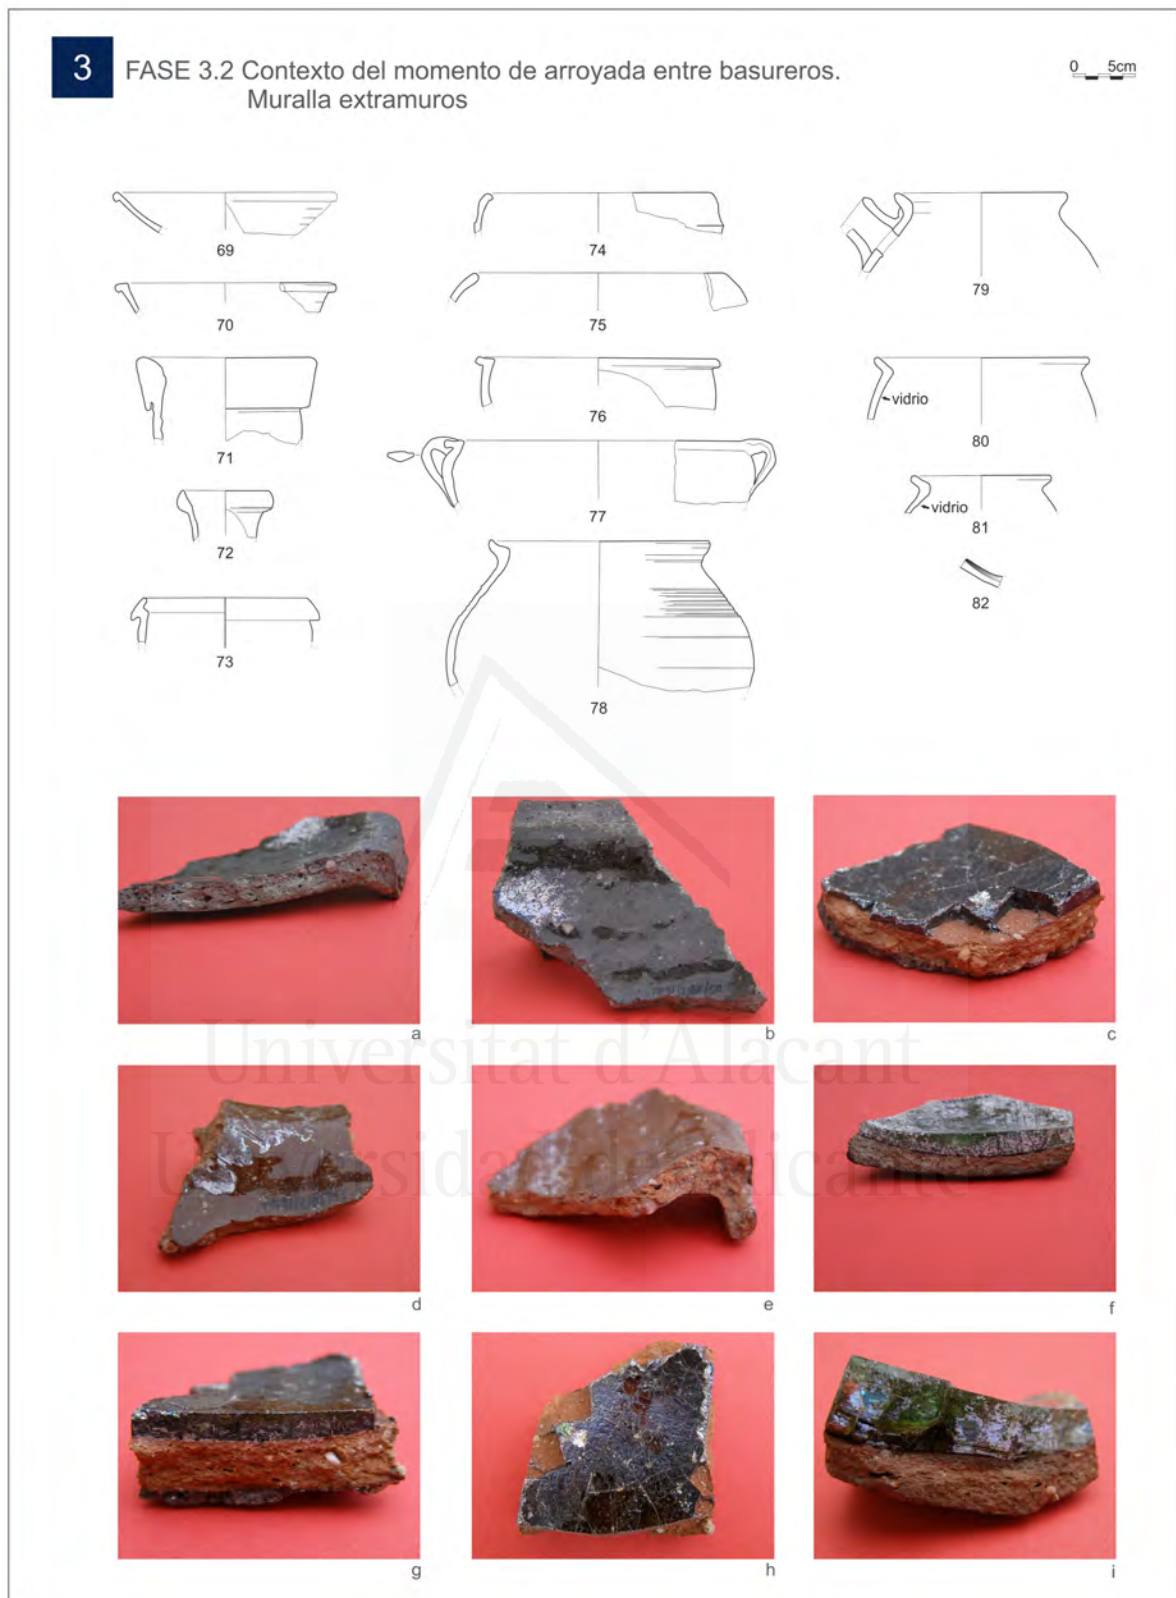 3
FASE 3.2 Contexto del momento de arroyada entre basureros.
Muralla extramuros
0 5cm
69
74
79
70
75
71
76
vidrio
80
72
77
vidrio
81
73
78
82
a
b
c
Universitat d'Alacant
Universidad de Alicante
d
e
f
g
h
i